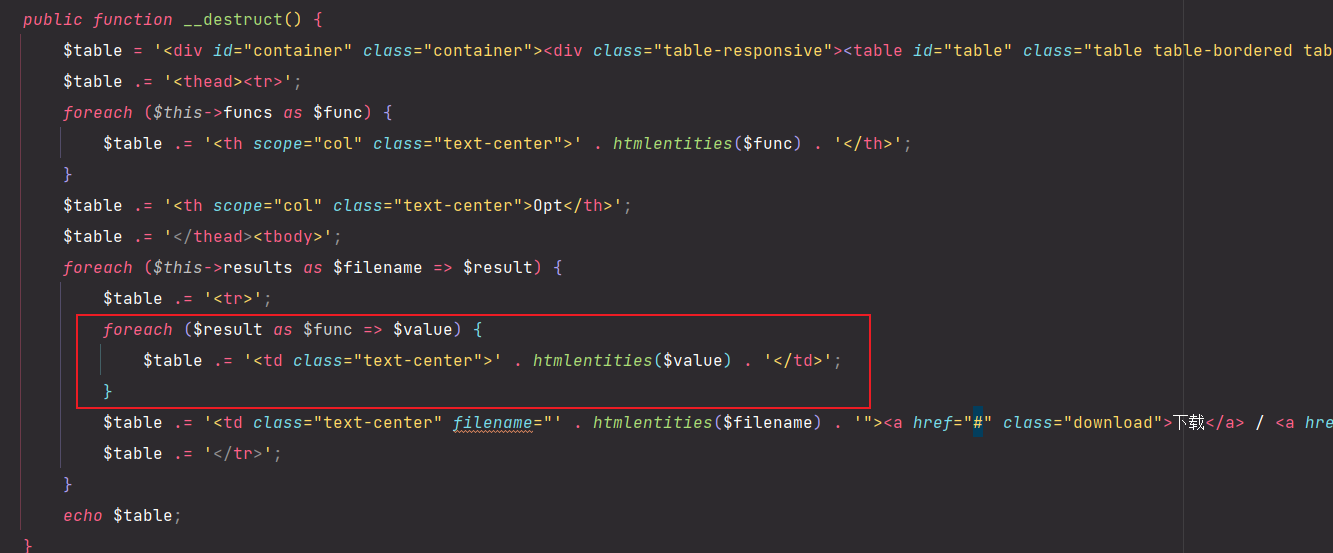 public function __destruct() {
$table = '<div id="container" class="container"><div class="table-responsive"><table id="table" class="table table-bordered tab
$table .= '<thead><tr>';
foreach ($this->funcs as $func) {
$table .= '<th scope="col" class="text-center">' . htmlentities($func) . '</th>';
}
$table .= '<th scope="col" class="text-center">Opt</th>';
$table .= '</thead><tbody>';
foreach ($this->results as $filename => $result) {
$table .= '<tr>';
foreach ($result as $func => $value) {
$table .= '<td class="text-center">' . htmlentities($value) . '</td>';
}
$table .= '<td class="text-center" filename="' . htmlentities($filename) . '"><a href="#" class="download">下载</a> / <a hre
$table .= '</tr>';
}
echo $table;
}